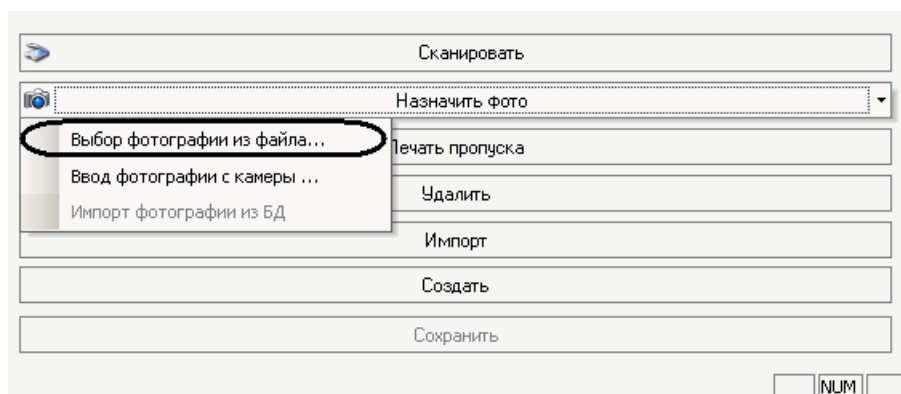 Сканировать
Назначить фото
Выбор фотографии из файла...
Печать пропуска
Ввод фотографии с камеры ...
Удалить
Импорт фотографии из БД
Импорт
Создать
Сохранить
NUM